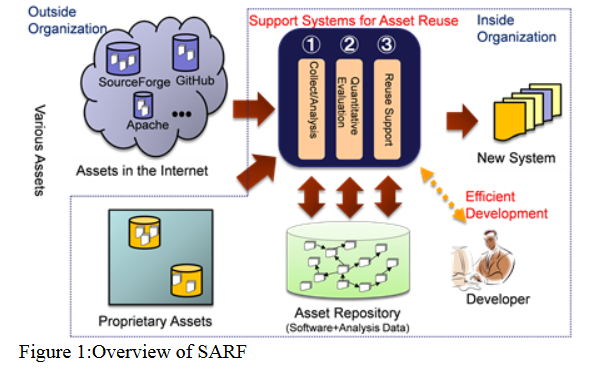 Outside
Organization
Support Systems for Asset Reuse
Inside
Organization
SourceForge
GitHub
Apache
•••
Assets in the Internet
Various Assets
①
②
③
Collect/Analysis
Quantitative
Evaluation
Reuse Support
New System
Efficient
Development
Proprietary Assets
Asset Repository
(Software+Analysis Data)
Developer
Figure 1:Overview of SARF